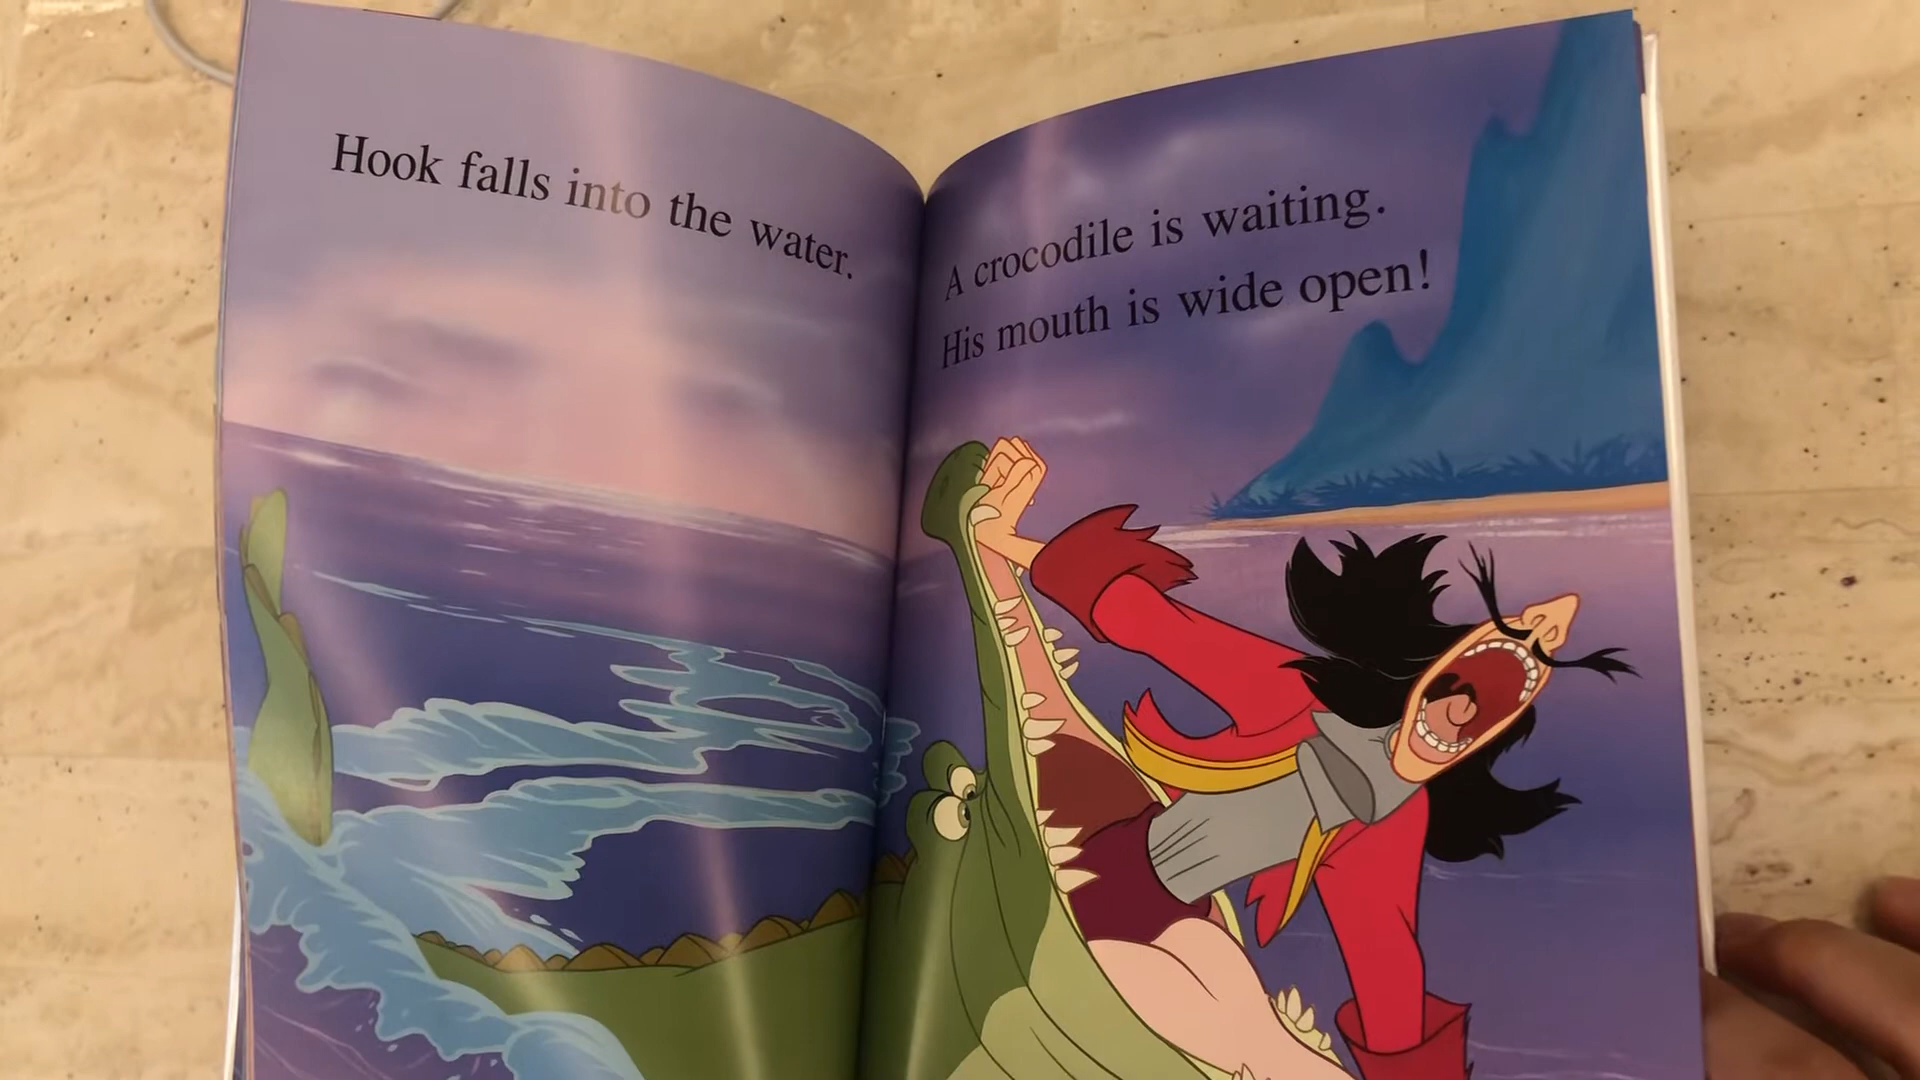 Hook falls into the water.
A crocodile is waiting.
His mouth is wide open!